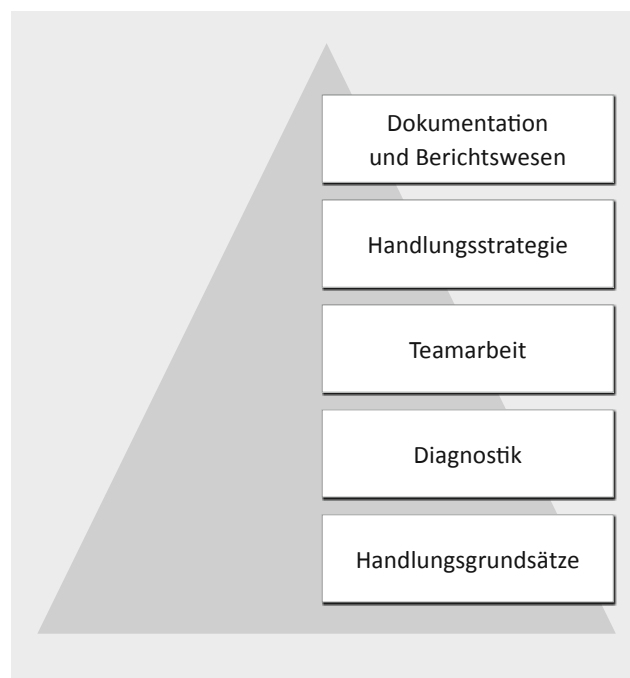 Dokumentation
und Berichtswesen
Handlungsstrategie
Teamarbeit
Diagnostik
Handlungsgrundsätze